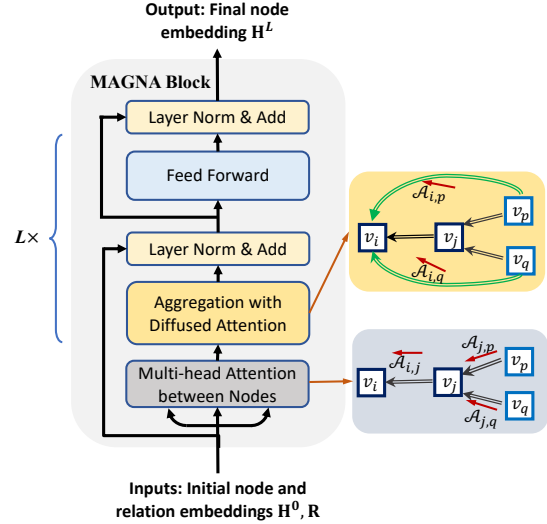 Output: Final node
embedding H^L
MAGNA Block
Layer Norm & Add
Feed Forward
L×
Layer Norm & Add
Aggregation with
Diffused Attention
Multi-head Attention
between Nodes
Inputs: Initial node and
relation embeddings H^0, R
𝒜_{i,p}
v_p
v_i
v_j
𝒜_{i,q}
v_q
𝒜_{j,p}
𝒜_{i,j}
v_p
v_i
v_j
v_q
𝒜_{j,q}